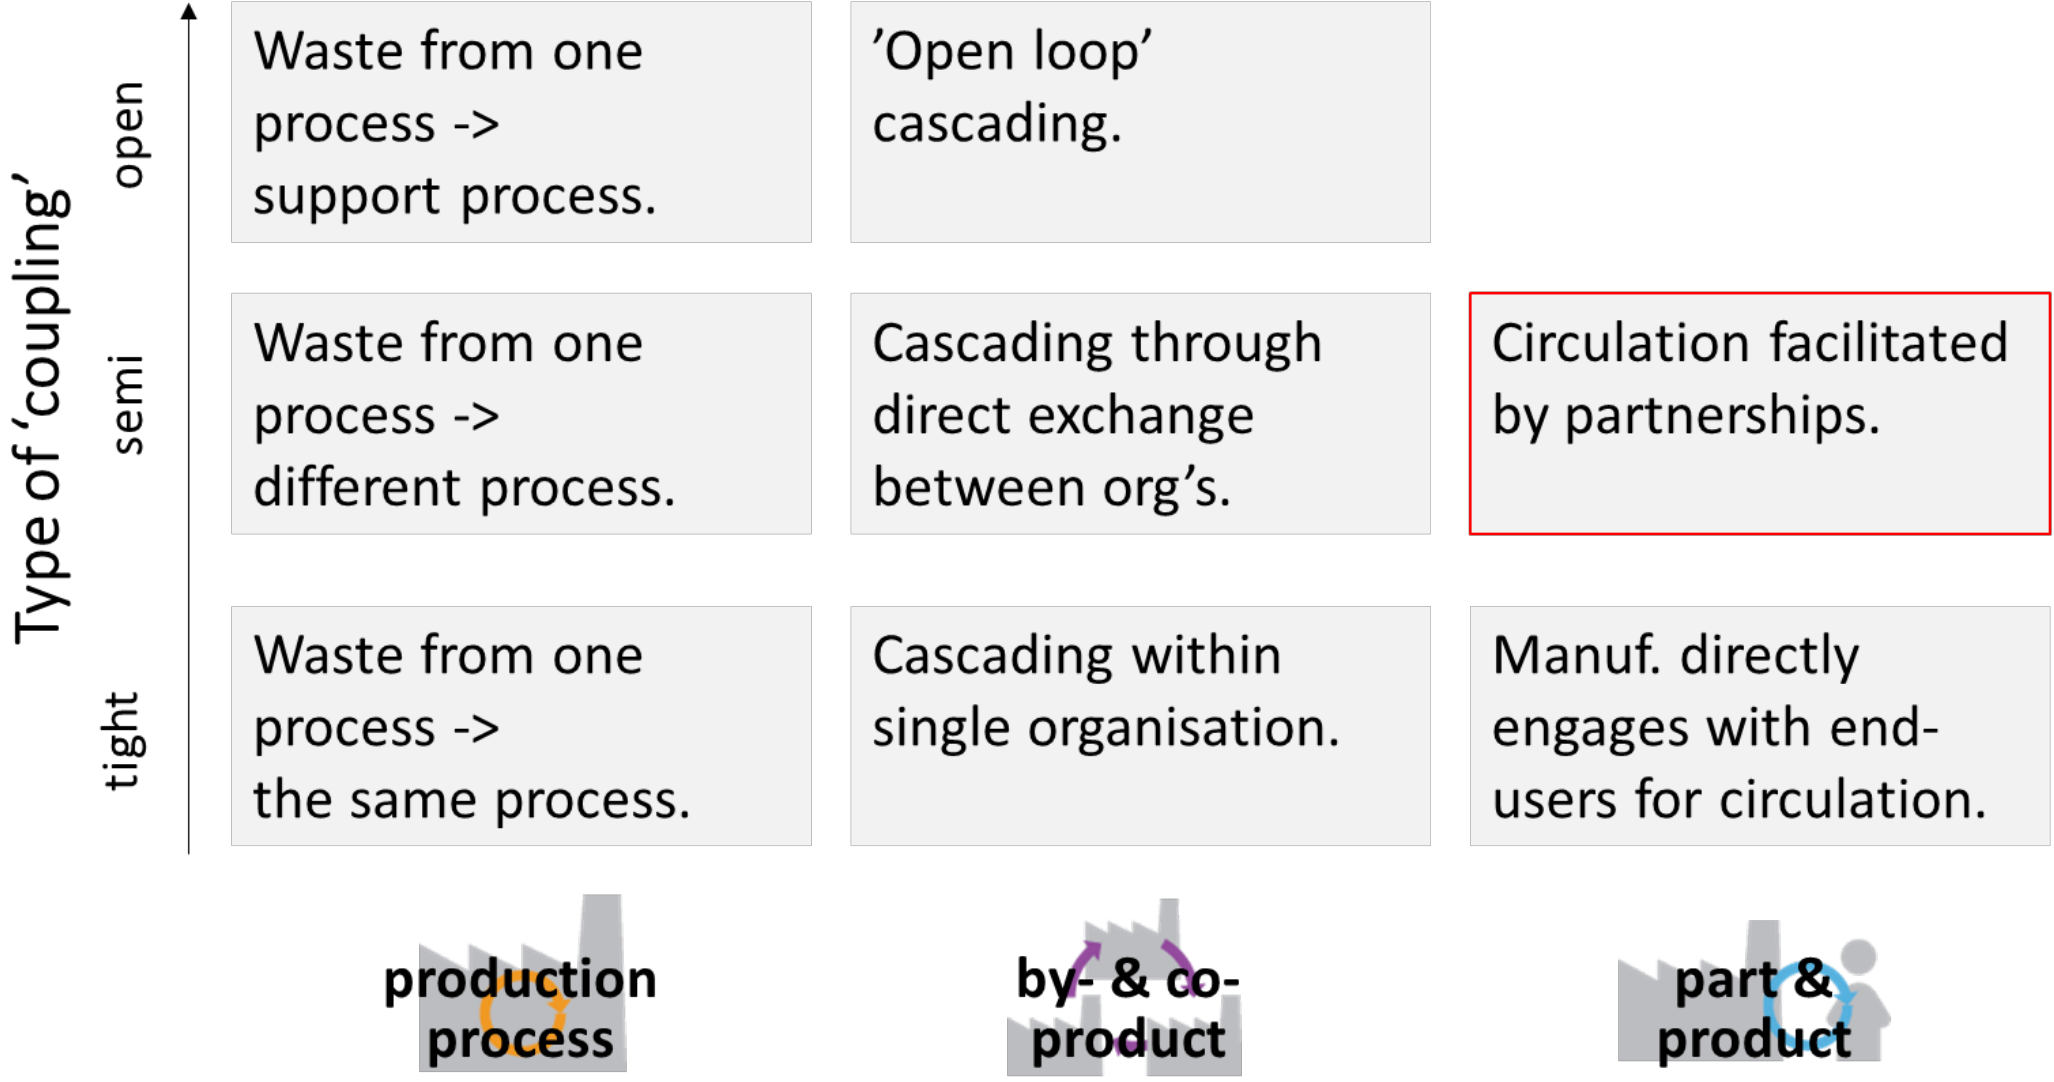 Type of ‘coupling’
open
Waste from one
process ->
support process.
’Open loop’
cascading.
semi
Waste from one
process ->
different process.
Cascading through
direct exchange
between org’s.
Circulation facilitated
by partnerships.
tight
Waste from one
process ->
the same process.
Cascading within
single organisation.
Manuf. directly
engages with end-
users for circulation.
production
process
by- & co-
product
part &
product